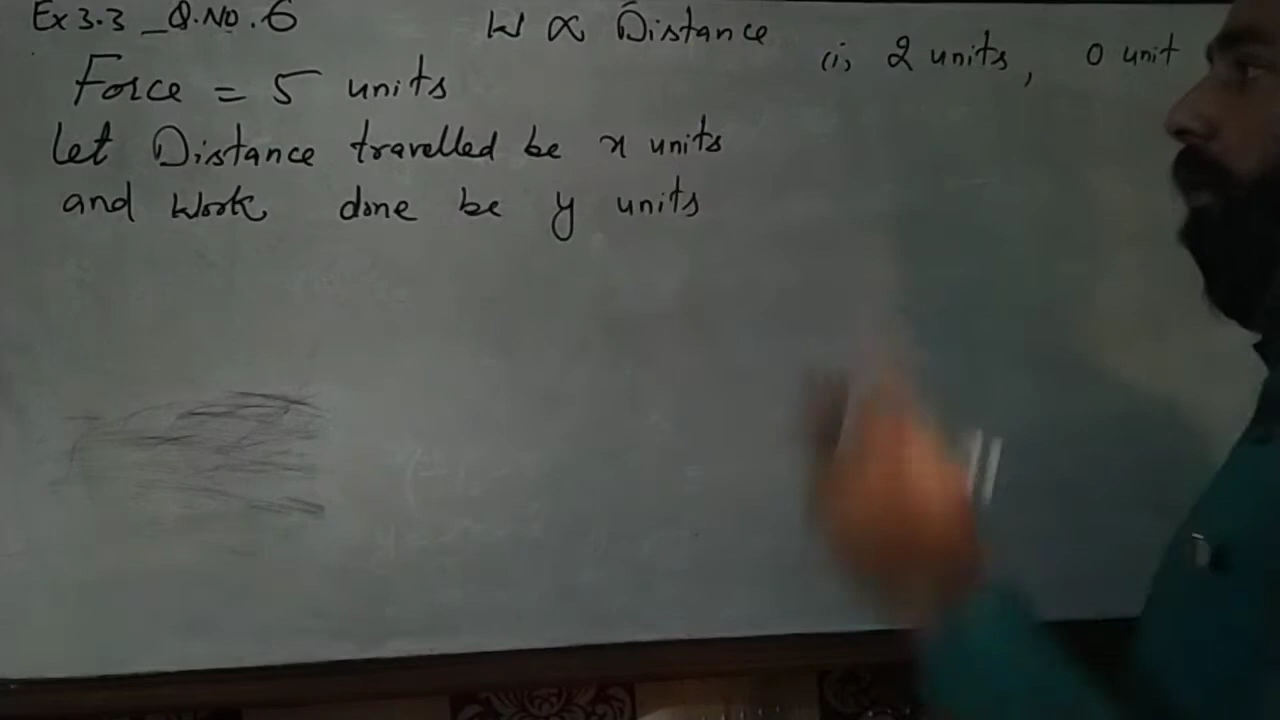 Ex 3.3 _ Q.No. 6
W ∝ Distance
(i) 2 units, 0 unit
Force = 5 units
let Distance travelled be x units
and Work done be y units